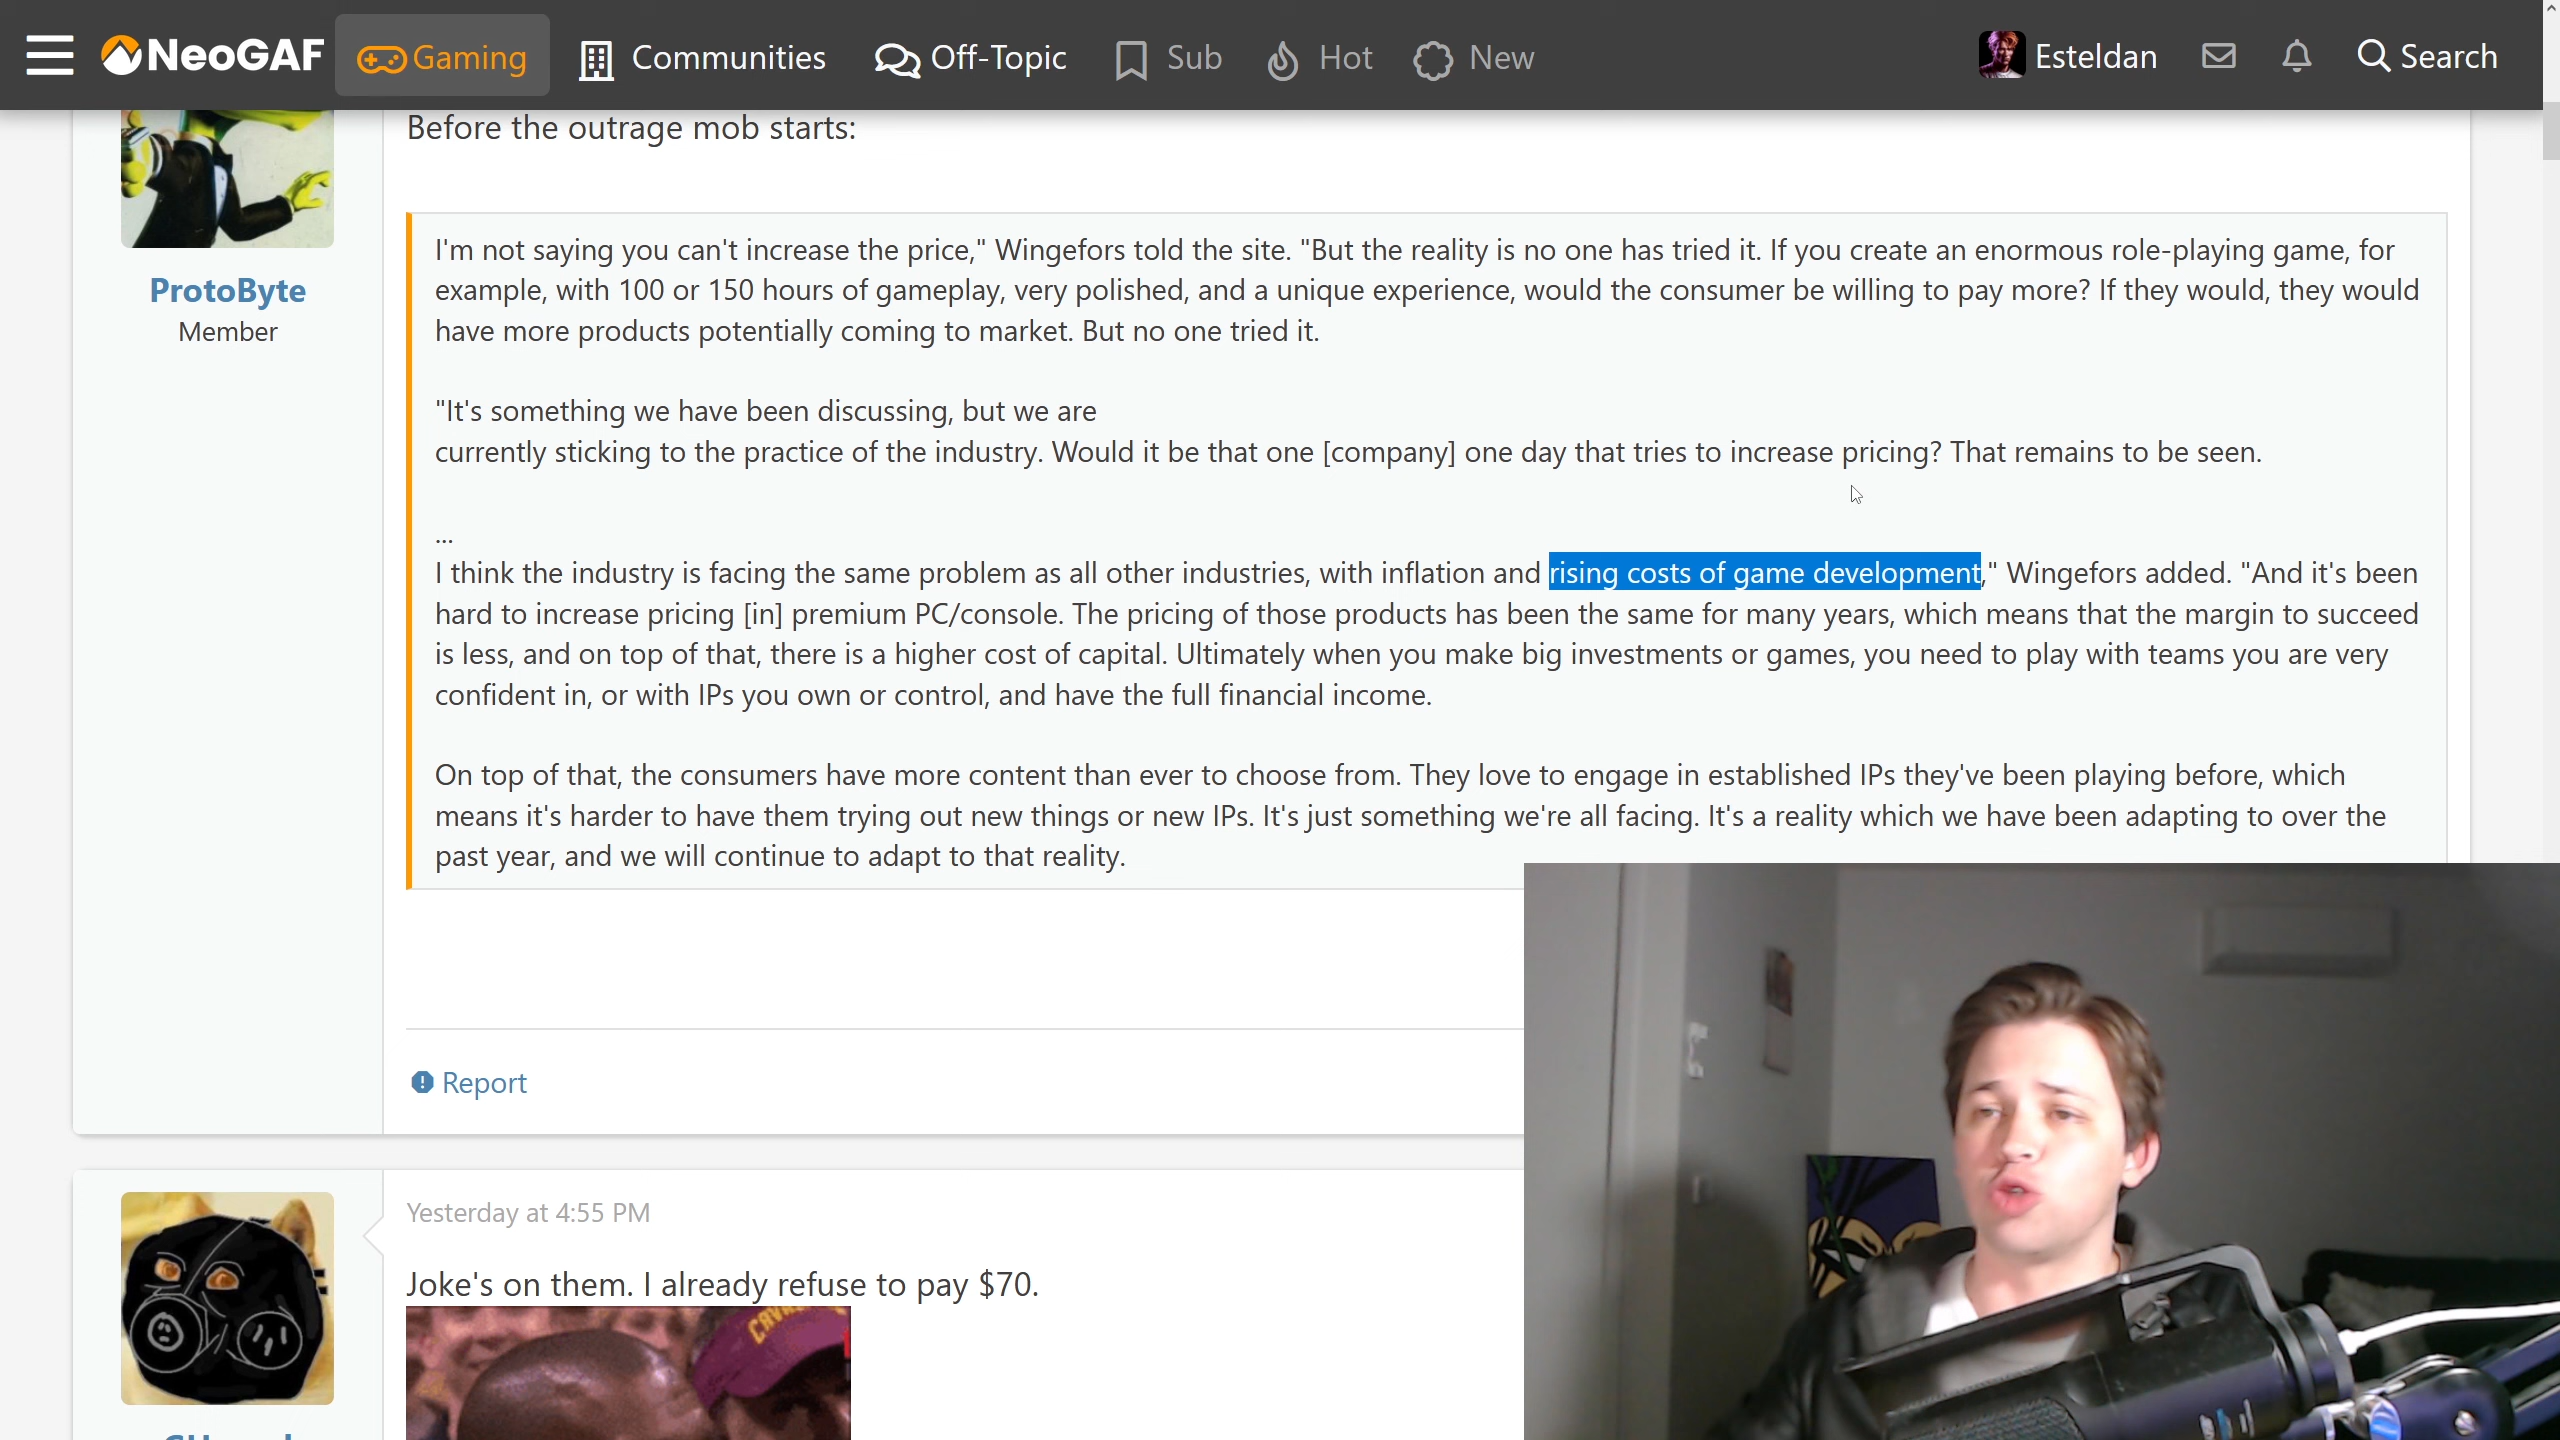 NeoGAF Gaming Communities Off-Topic Sub Hot New Esteldan Search
Before the outrage mob starts:
ProtoByte
Member
I'm not saying you can't increase the price," Wingefors told the site. "But the reality is no one has tried it. If you create an enormous role-playing game, for
example, with 100 or 150 hours of gameplay, very polished, and a unique experience, would the consumer be willing to pay more? If they would, they would
have more products potentially coming to market. But no one tried it.
"It's something we have been discussing, but we are
currently sticking to the practice of the industry. Would it be that one [company] one day that tries to increase pricing? That remains to be seen.
...
I think the industry is facing the same problem as all other industries, with inflation and rising costs of game development," Wingefors added. "And it's been
hard to increase pricing [in] premium PC/console. The pricing of those products has been the same for many years, which means that the margin to succeed
is less, and on top of that, there is a higher cost of capital. Ultimately when you make big investments or games, you need to play with teams you are very
confident in, or with IPs you own or control, and have the full financial income.
On top of that, the consumers have more content than ever to choose from. They love to engage in established IPs they've been playing before, which
means it's harder to have them trying out new things or new IPs. It's just something we're all facing. It's a reality which we have been adapting to over the
past year, and we will continue to adapt to that reality.
Report
Yesterday at 4:55 PM
Joke's on them. I already refuse to pay $70.